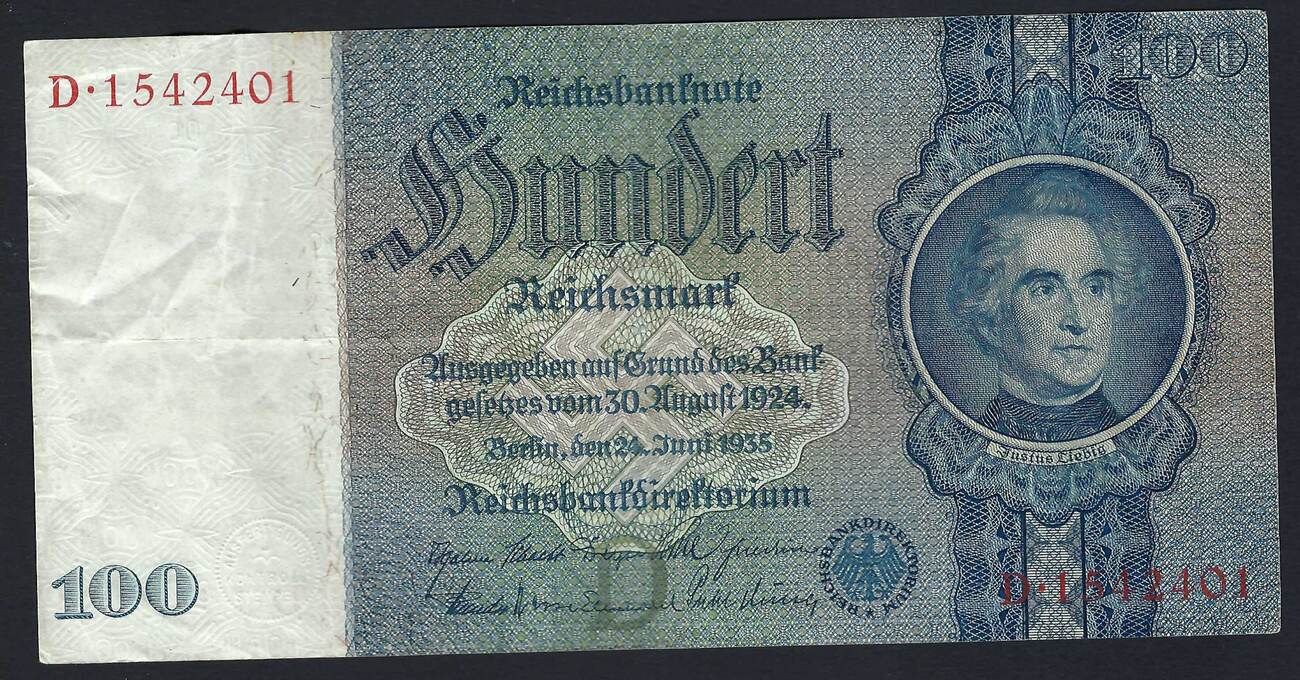 D·1542401
100
Reichsbanknote
Hundert
Reichsmark
Ausgegeben auf Grund des Bank-
gesetzes vom 30. August 1924.
Berlin, den 24. Juni 1935
Reichsbankdirektorium
REICHSBANKDIREKTORIUM
D
Justus Liebig
D·1542401
100